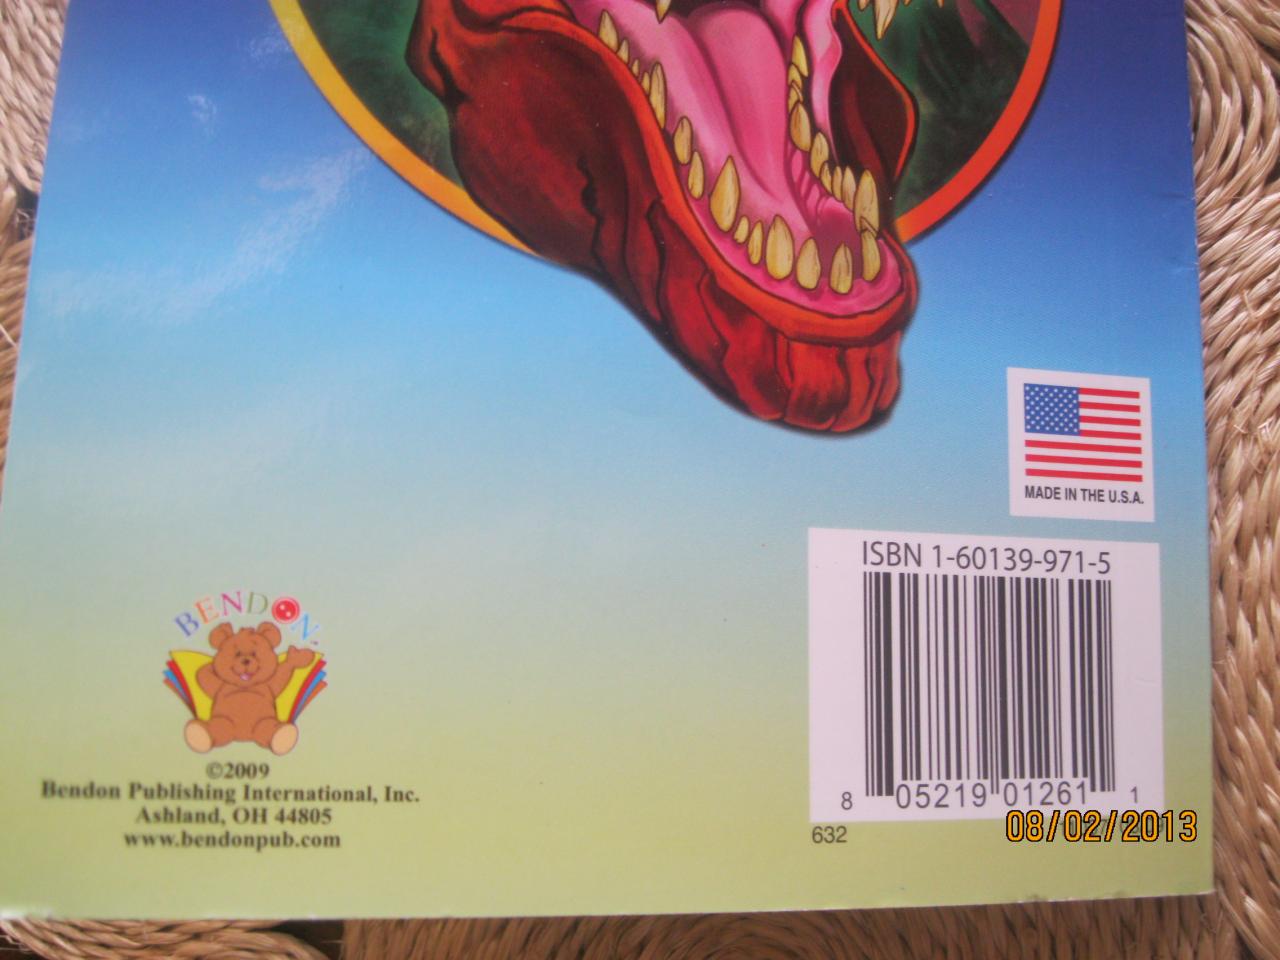 MADE IN THE U.S.A.
ISBN 1-60139-971-5
8 05219 01261 1
632
08/02/2013
BENDON
©2009
Bendon Publishing International, Inc.
Ashland, OH 44805
www.bendonpub.com